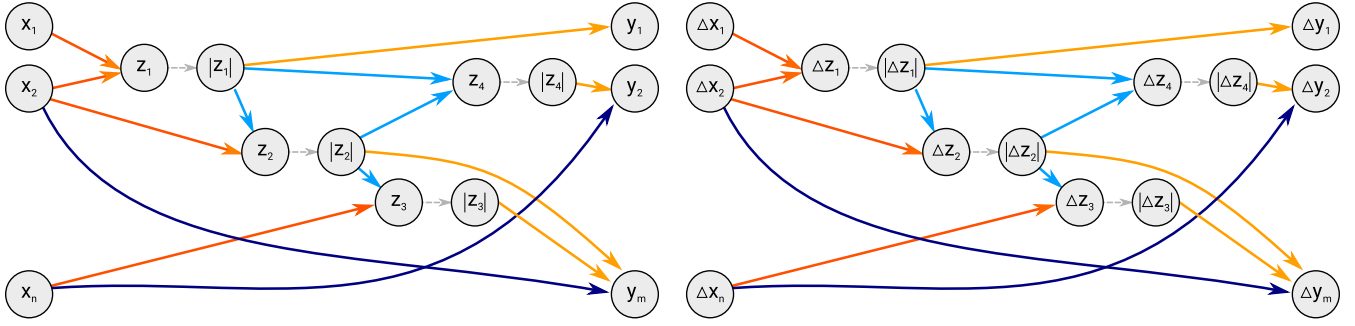 x₁
z₁
|z₁|
y₁
x₂
z₄
|z₄|
y₂
z₂
|z₂|
z₃
|z₃|
xₙ
yₘ
△x₁
△z₁
|△z₁|
△y₁
△x₂
△z₄
|△z₄|
△y₂
△z₂
|△z₂|
△z₃
|△z₃|
△xₙ
△yₘ